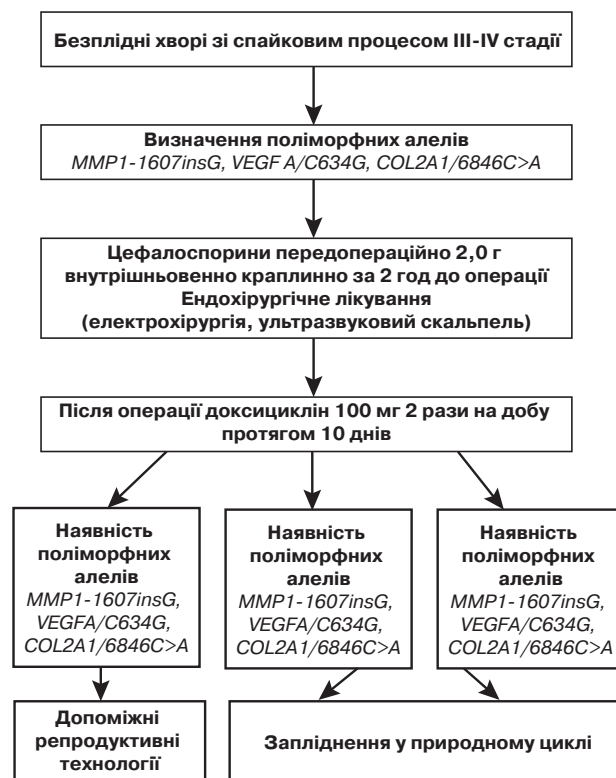 Безплідні хворі зі спайковим процесом III-IV стадії
Визначення поліморфних алелів
MMP1-1607insG, VEGF A/C634G, COL2A1/6846C>A
Цефалоспорини передопераційно 2,0 г
внутрішньовенно краплинно за 2 год до операції
Ендохірургічне лікування
(електрохірургія, ультразвуковий скальпель)
Після операції доксициклін 100 мг 2 рази на добу
протягом 10 днів
Наявність
поліморфних
алелів
MMP1-1607insG,
VEGFA/C634G,
COL2A1/6846C>A
Наявність
поліморфних
алелів
MMP1-1607insG,
VEGFA/C634G,
COL2A1/6846C>A
Наявність
поліморфних
алелів
MMP1-1607insG,
VEGFA/C634G,
COL2A1/6846C>A
Допоміжні
репродуктивні
технології
Запліднення у природному циклі